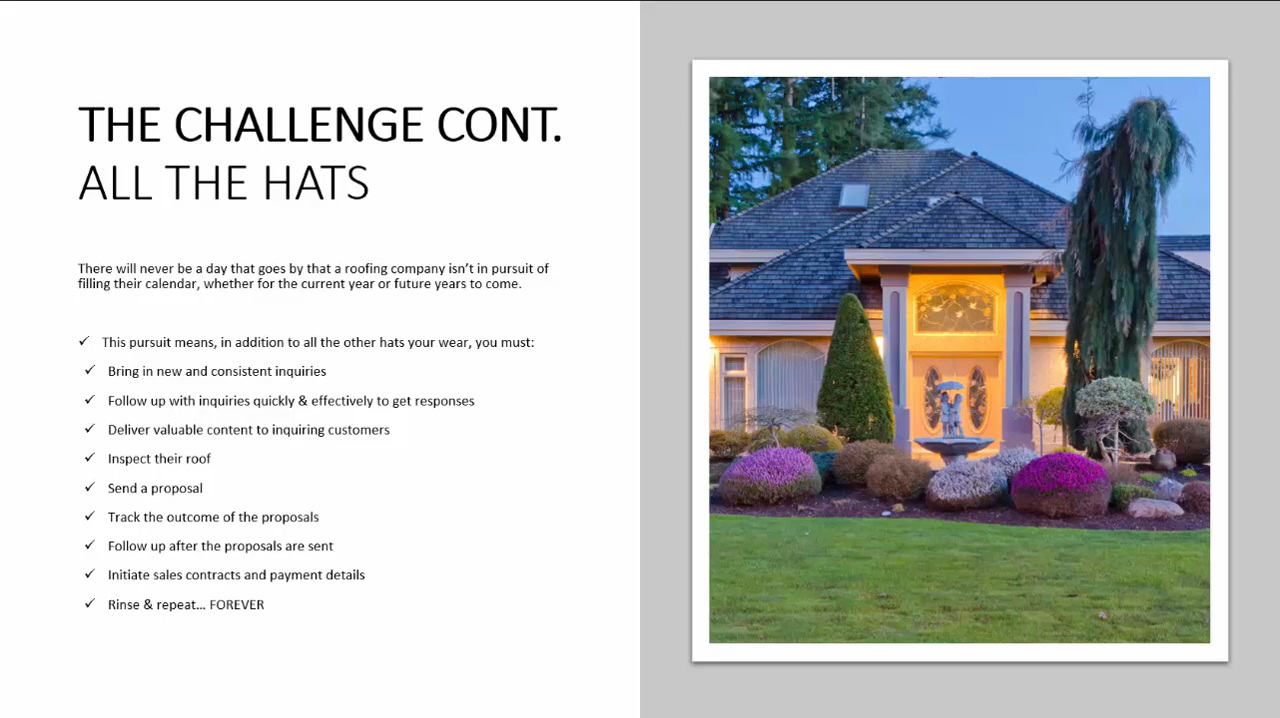 THE CHALLENGE CONT.
ALL THE HATS
There will never be a day that goes by that a roofing company isn't in pursuit of
filling their calendar, whether for the current year or future years to come.
✓ This pursuit means, in addition to all the other hats your wear, you must:
✓ Bring in new and consistent inquiries
✓ Follow up with inquiries quickly & effectively to get responses
✓ Deliver valuable content to inquiring customers
✓ Inspect their roof
✓ Send a proposal
✓ Track the outcome of the proposals
✓ Follow up after the proposals are sent
✓ Initiate sales contracts and payment details
✓ Rinse & repeat... FOREVER